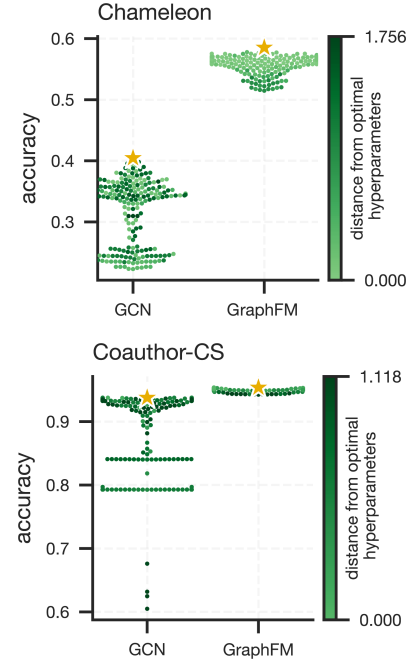 Chameleon
0.6
0.5
0.4
0.3
accuracy
GCN
GraphFM
1.756
0.000
distance from optimal
hyperparameters
Coauthor-CS
0.9
0.8
0.7
0.6
accuracy
GCN
GraphFM
1.118
0.000
distance from optimal
hyperparameters